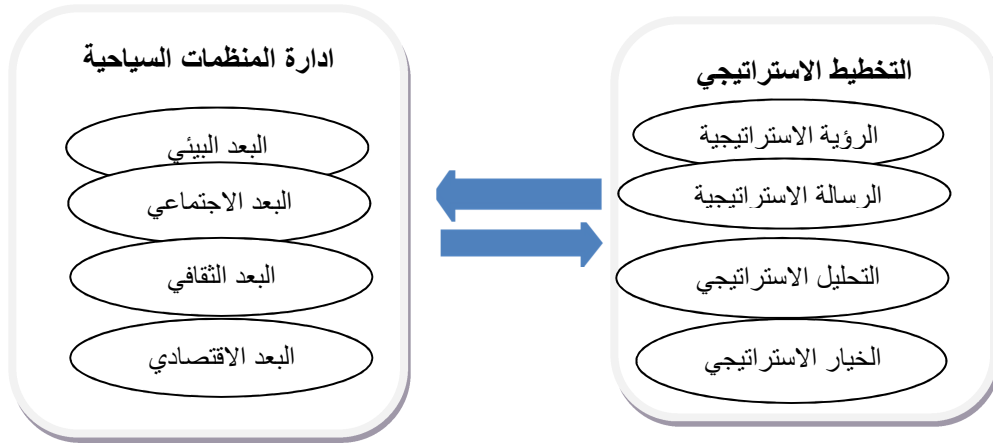 التخطيط الاستراتيجي
الرؤية الاستراتيجية
الرسالة الاستراتيجية
التحليل الاستراتيجي
الخيار الاستراتيجي
ادارة المنظمات السياحية
البعد البيئي
البعد الاجتماعي
البعد الثقافي
البعد الاقتصادي